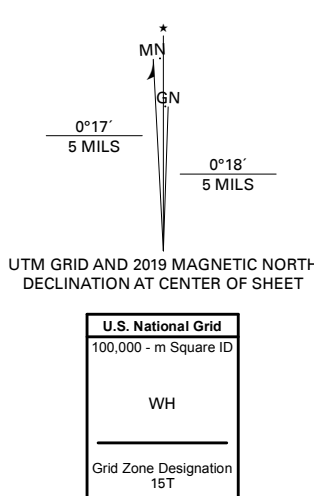 ★
MN
GN
0°17´
5 MILS
0°18´
5 MILS
UTM GRID AND 2019 MAGNETIC NORTH
DECLINATION AT CENTER OF SHEET
U.S. National Grid
100,000 - m Square ID
WH
Grid Zone Designation
15T